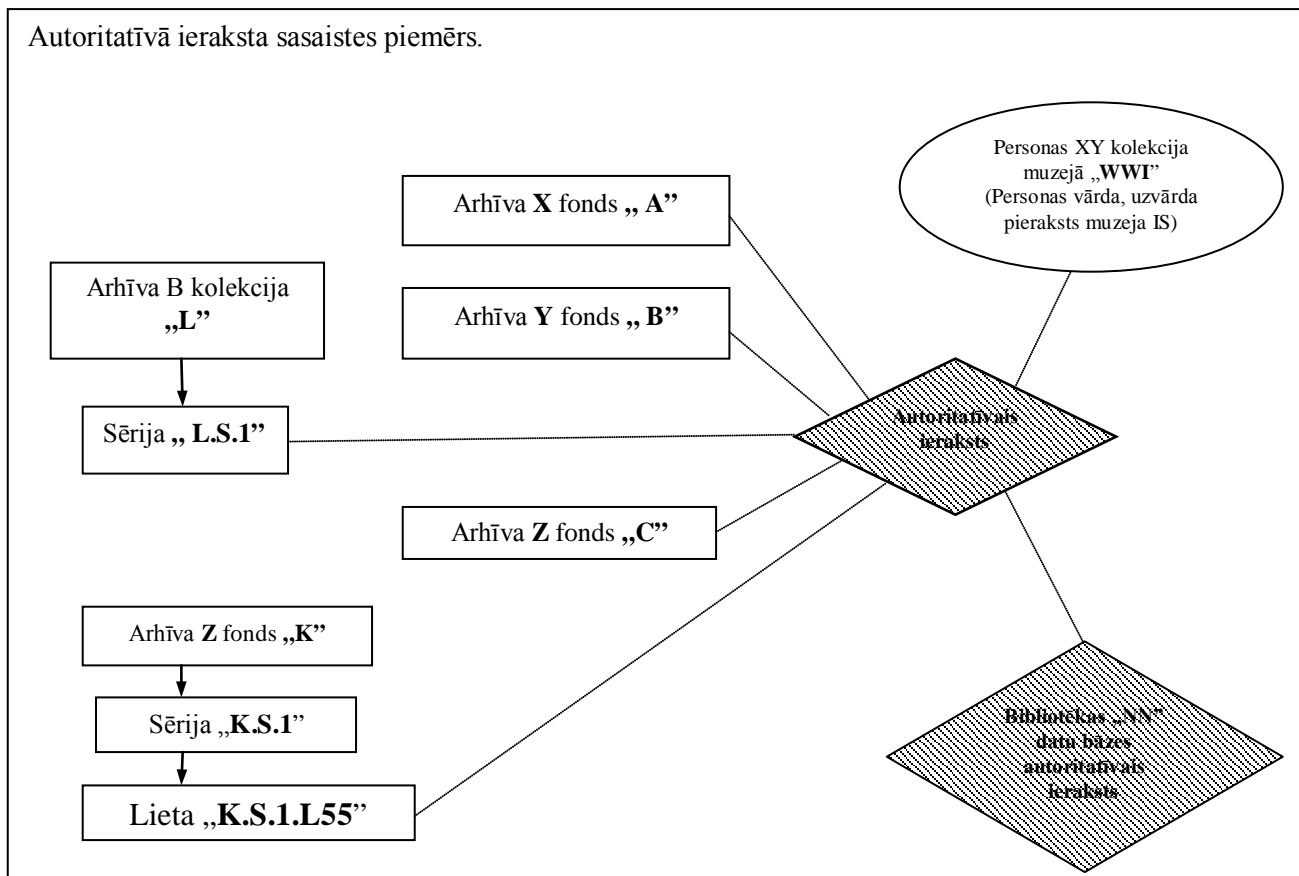 Autoritatīvā ieraksta sasaistes piemērs.
Personas XY kolekcija
muzejā „WWI”
(Personas vārda, uzvārda
pieraksts muzeja IS)
Arhīva X fonds „ A”
Arhīva B kolekcija
„L”
Arhīva Y fonds „ B”
Sērija „ L.S.1”
Autoritatīvais
ieraksts
Arhīva Z fonds „C”
Arhīva Z fonds „K”
Sērija „K.S.1”
Lieta „K.S.1.L55”
Bibliotēkas „NN”
datu bāzes
autoritatīvais
ieraksts